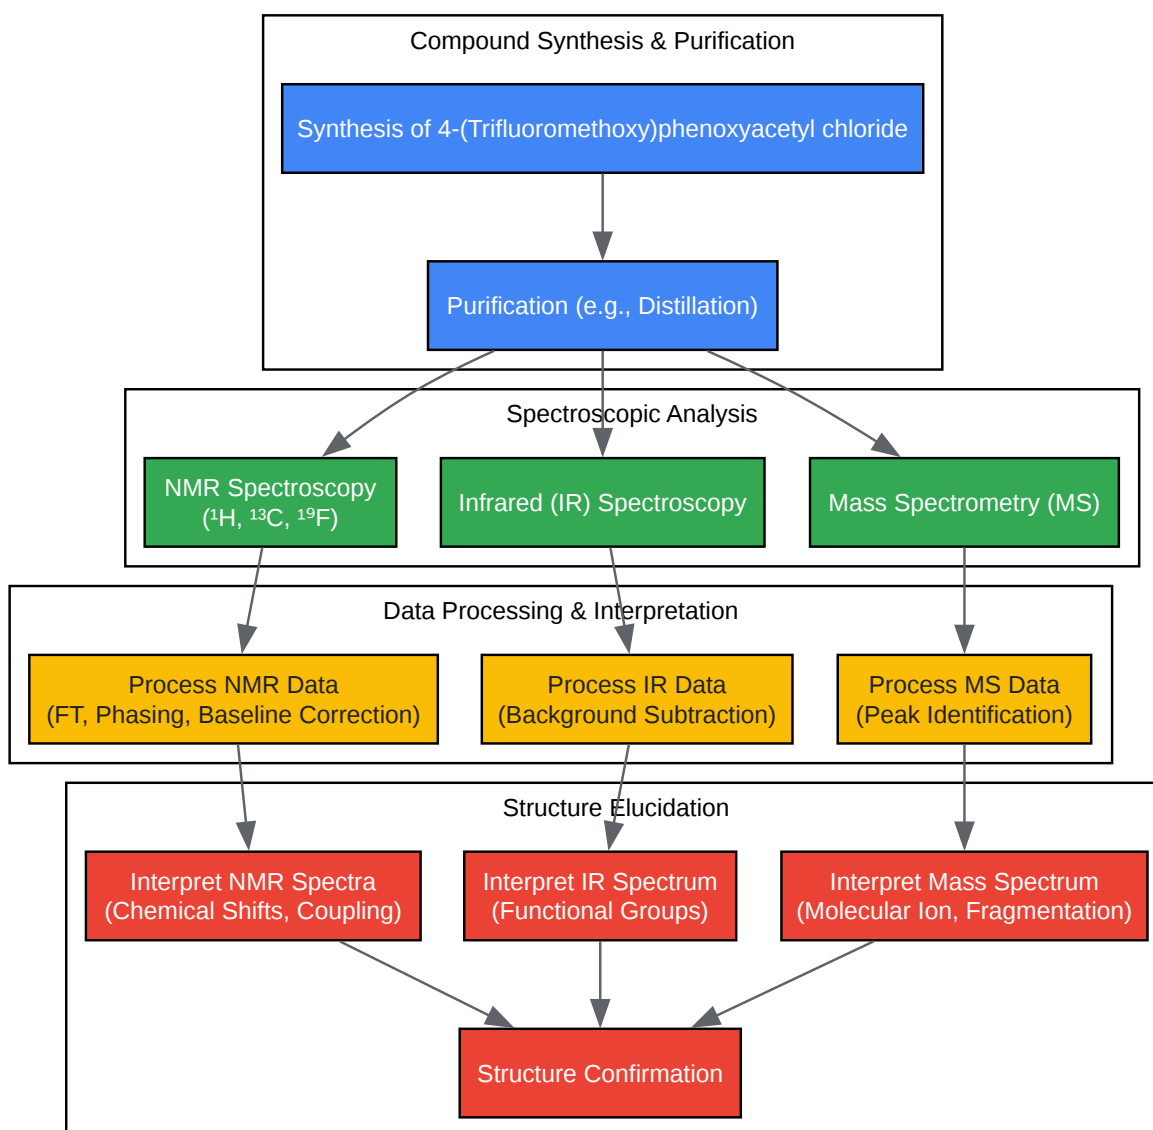 Compound Synthesis & Purification
Synthesis of 4-(Trifluoromethoxy)phenoxyacetyl chloride
Purification (e.g., Distillation)
Spectroscopic Analysis
NMR Spectroscopy
(¹H, ¹³C, ¹⁹F)
Infrared (IR) Spectroscopy
Mass Spectrometry (MS)
Data Processing & Interpretation
Process NMR Data
(FT, Phasing, Baseline Correction)
Process IR Data
(Background Subtraction)
Process MS Data
(Peak Identification)
Structure Elucidation
Interpret NMR Spectra
(Chemical Shifts, Coupling)
Interpret IR Spectrum
(Functional Groups)
Interpret Mass Spectrum
(Molecular Ion, Fragmentation)
Structure Confirmation